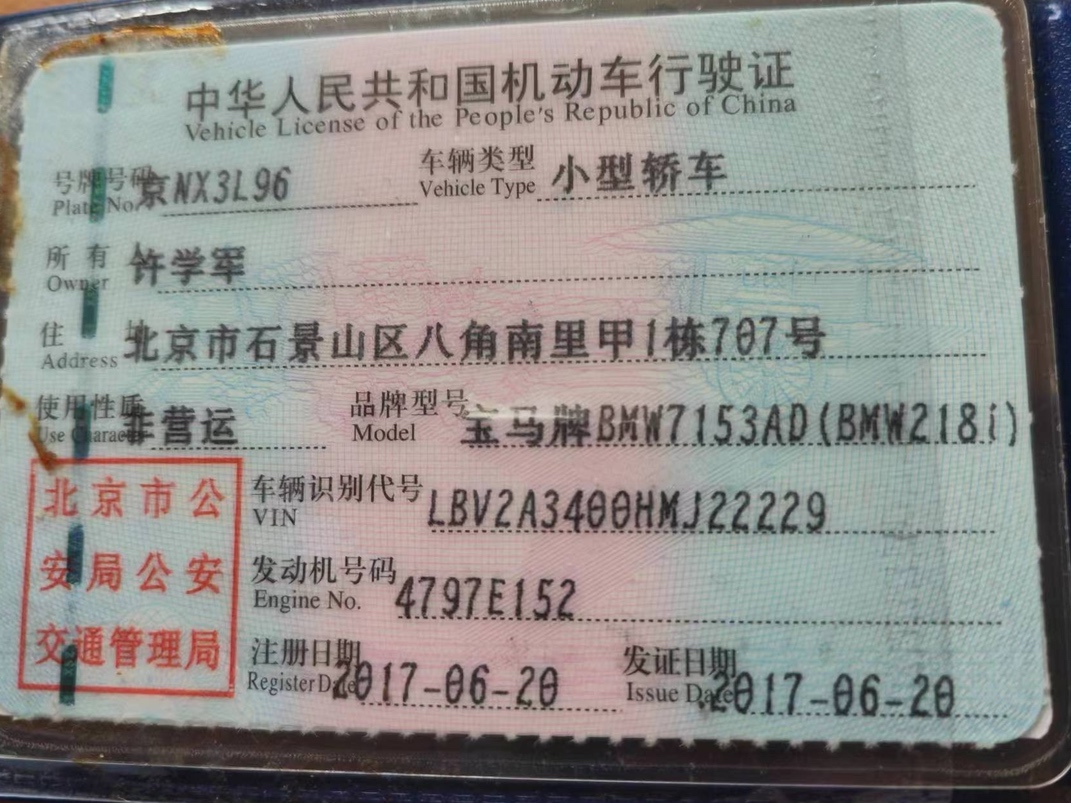 中华人民共和国机动车行驶证
Vehicle License of the People's Republic of China
号牌号码 京NX3L96 车辆类型 小型轿车
Plate No. Vehicle Type
所有人 许学军
Owner
住址 北京市石景山区八角南里甲1栋707号
Address
使用性质 非营运 品牌型号 宝马牌BMW7153AD(BMW218i)
Use Character Model
北京市公
安局公安
交通管理局
车辆识别代号 LBV2A3400HMJ22229
VIN
发动机号码 4797E152
Engine No.
注册日期 2017-06-20 发证日期 2017-06-20
Register Date Issue Date